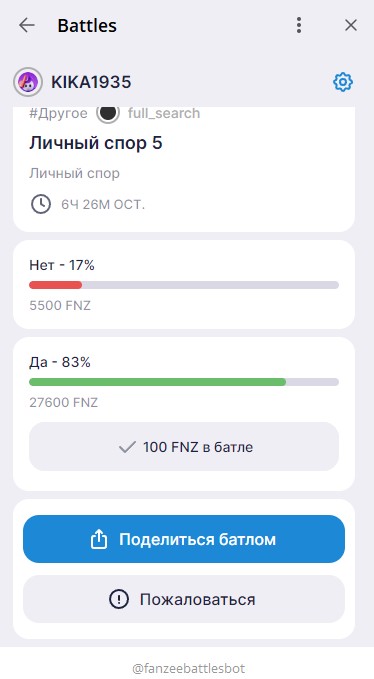 Battles
KIKA1935
#Другое full_search
Личный спор 5
Личный спор
6Ч 26М ОСТ.
Нет - 17%
5500 FNZ
Да - 83%
27600 FNZ
100 FNZ в батле
Поделиться батлом
Пожаловаться
@fanzeebattlesbot